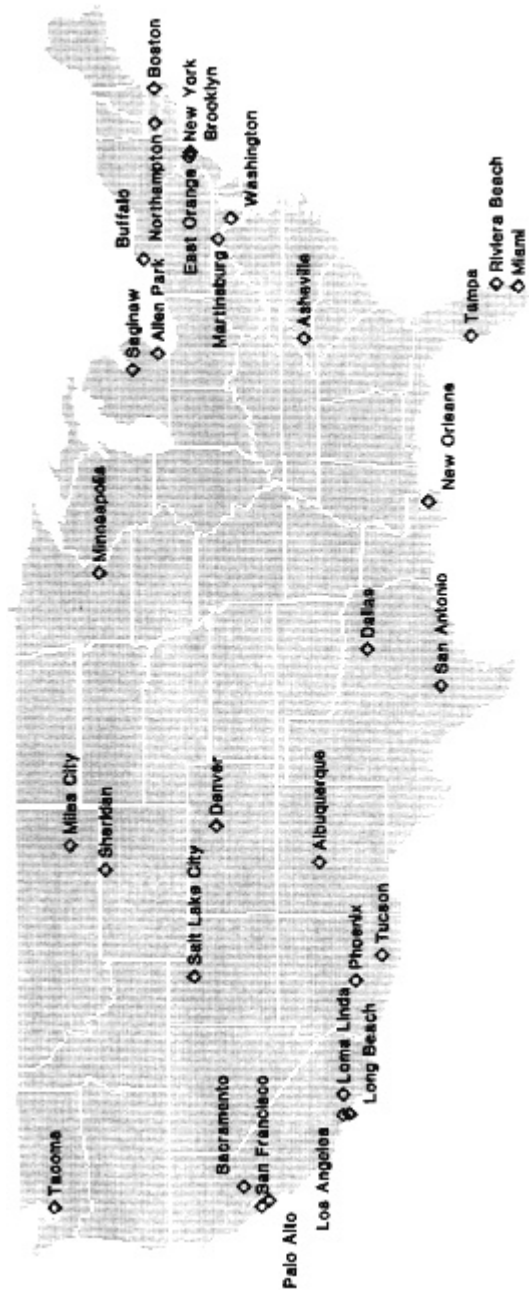 Tacoma
Miles City
Sheridan
Minneapolis
Saginaw
Allen Park
Buffalo
Northampton
Boston
East Orange
New York
Brooklyn
Martinsburg
Washington
Sacramento
San Francisco
Palo Alto
Salt Lake City
Denver
Los Angeles
Loma Linda
Long Beach
Phoenix
Tucson
Albuquerque
Dallas
San Antonio
New Orleans
Asheville
Tampa
Riviera Beach
Miami